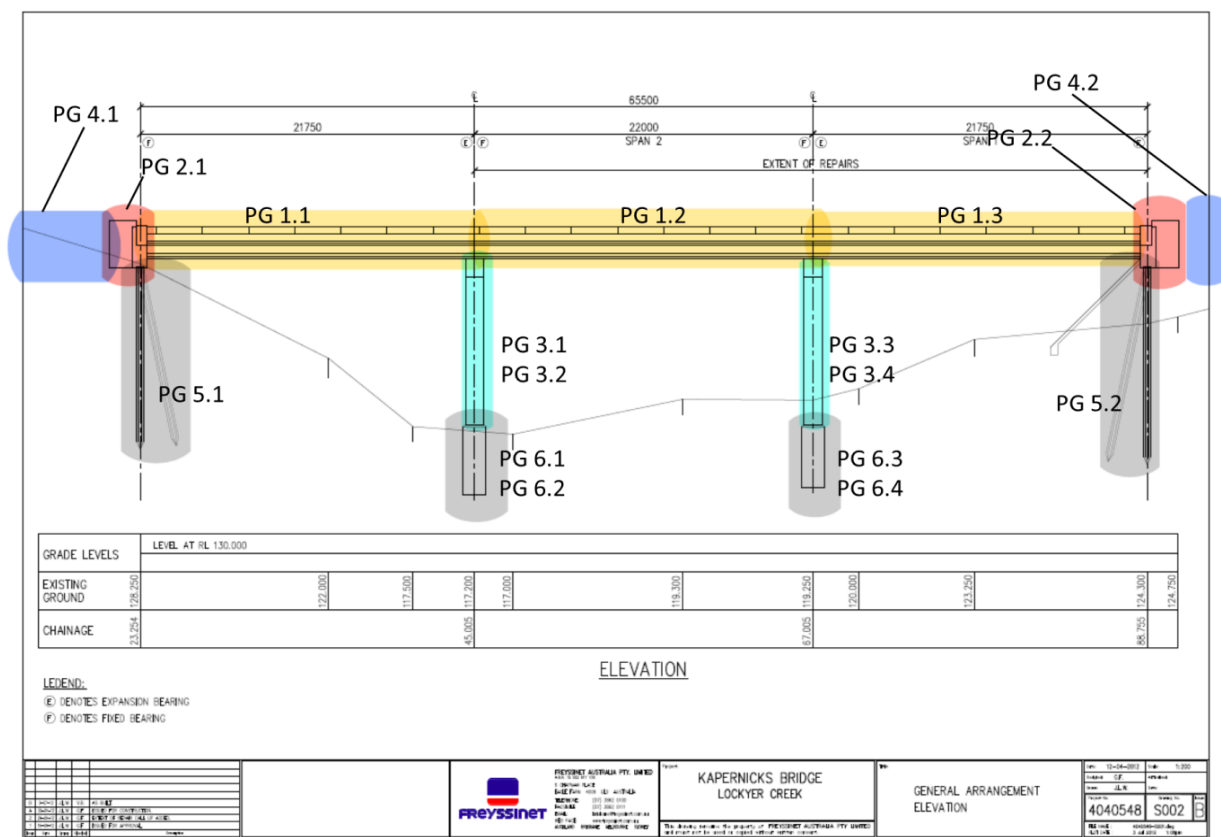 PG 4.2
65500
PG 4.1
21750
22000
21750
SPAN 2
SPAN 1
PG 2.2
PG 2.1
EXTENT OF REPAIRS
PG 1.1
PG 1.2
PG 1.3
PG 3.1
PG 3.2
PG 3.3
PG 3.4
PG 5.1
PG 5.2
PG 6.1
PG 6.2
PG 6.3
PG 6.4
GRADE LEVELS
LEVEL AT RL 130.000
EXISTING
GROUND
128.250
122.000
117.500
117.200
117.000
119.300
119.250
120.000
123.250
124.300
124.750
CHAINAGE
23.254
45.005
67.005
88.755
ELEVATION
LEDEND:
E DENOTES EXPANSION BEARING
F DENOTES FIXED BEARING
FREYSSINET
FREYSSINET AUSTRALIA PTY. LIMITED
KAPERNICKS BRIDGE
LOCKYER CREEK
GENERAL ARRANGEMENT
ELEVATION
4040548
S002
B